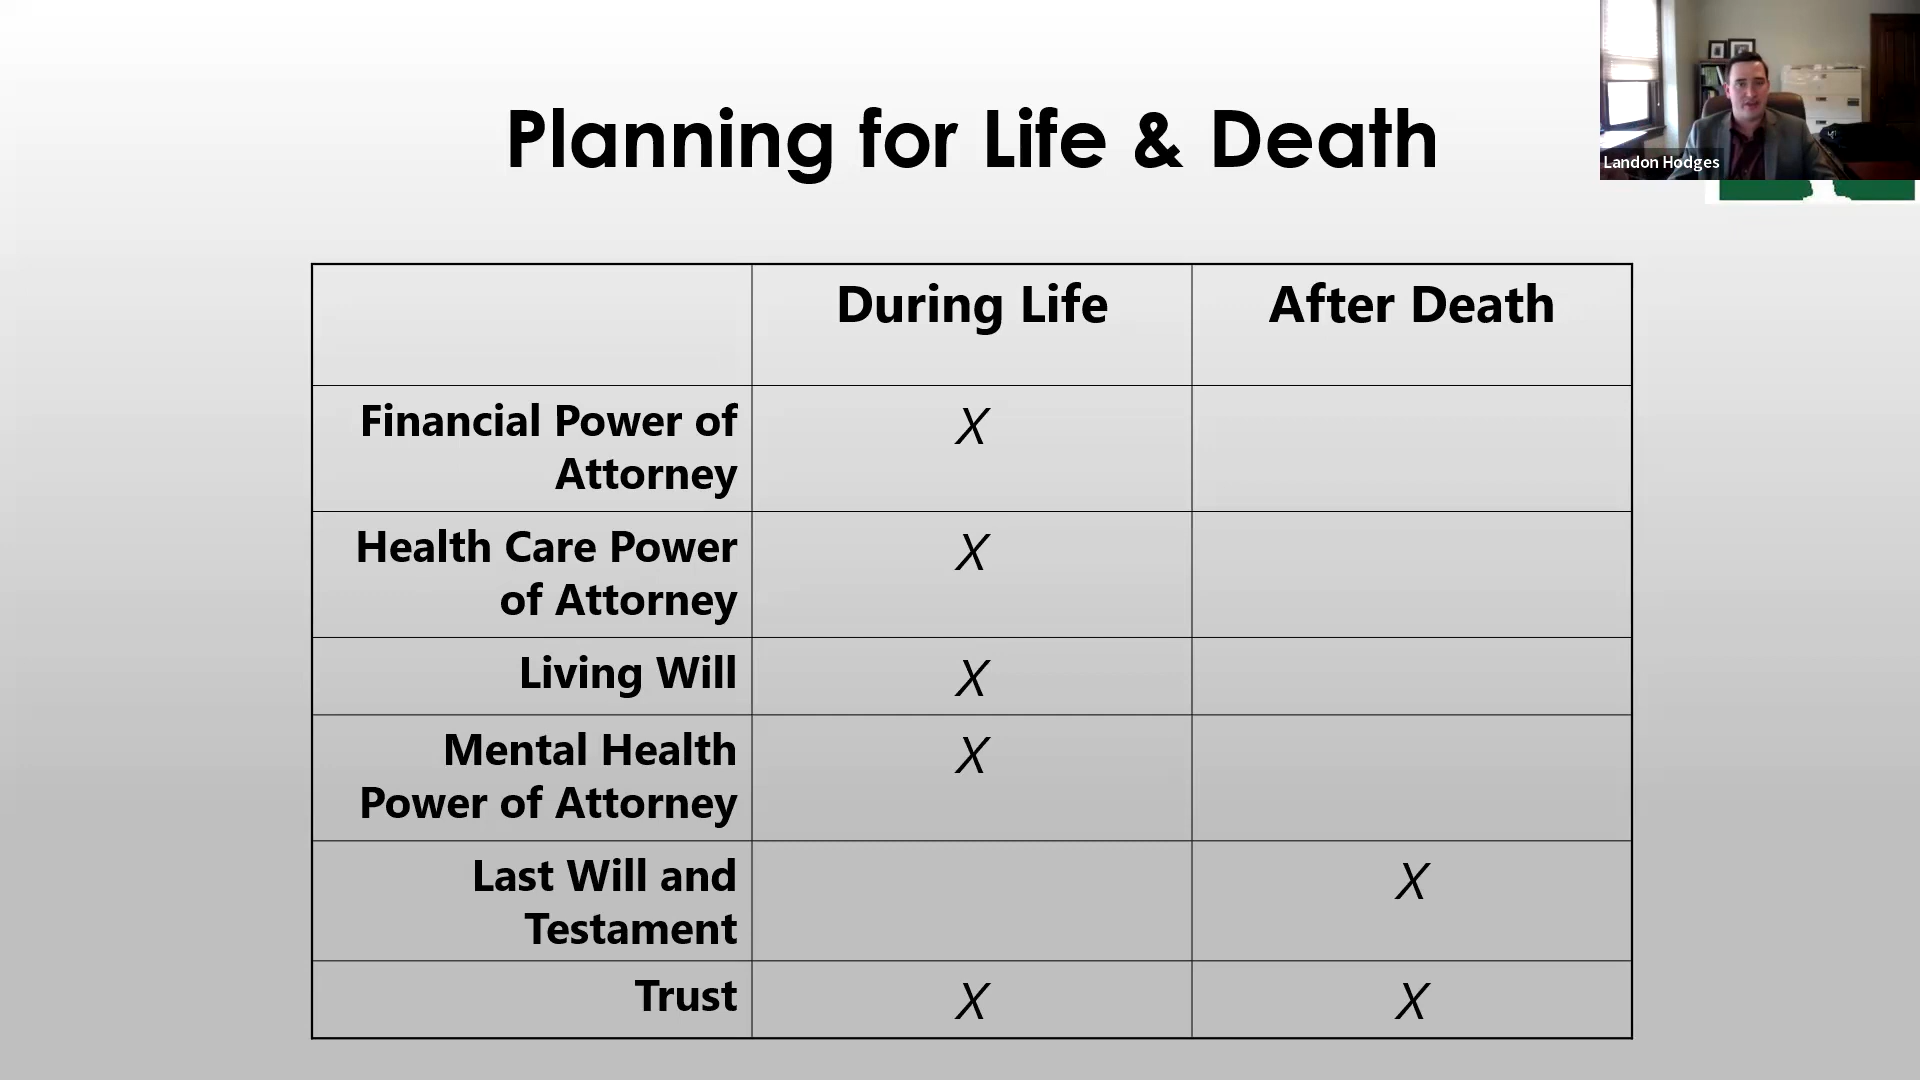 Planning for Life & Death
Landon Hodges
During Life
After Death
Financial Power of
Attorney
X
Health Care Power
of Attorney
X
Living Will
X
Mental Health
Power of Attorney
X
Last Will and
Testament
X
Trust
X
X